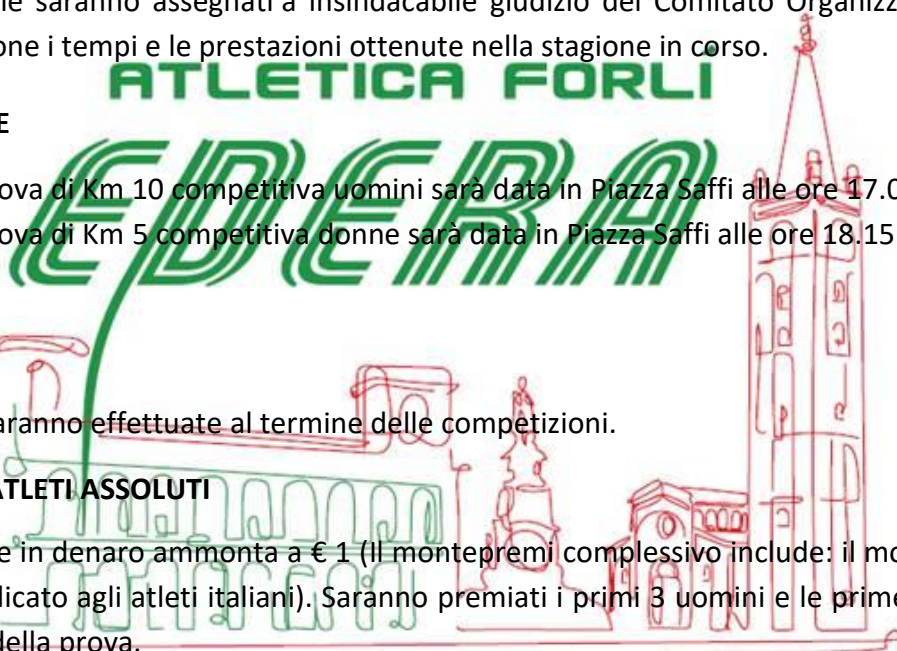 le saranno assegnati a insindacabile giudizio del Comitato Organizz
one i tempi e le prestazioni ottenute nella stagione in corso.
ATLETICA FORLÌ
E
EDERA
ova di Km 10 competitiva uomini sarà data in Piazza Saffi alle ore 17.0
ova di Km 5 competitiva donne sarà data in Piazza Saffi alle ore 18.15
aranno effettuate al termine delle competizioni.
ATLETI ASSOLUTI
e in denaro ammonta a € 1 (Il montepremi complessivo include: il mo
licato agli atleti italiani). Saranno premiati i primi 3 uomini e le prime
della prova.